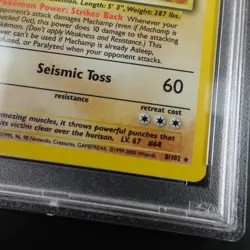 Length: 5' 3", Weight: 287 lbs.
Pokémon Power: Strikes Back Whenever your
opponent's attack damages Machamp (even if Machamp is
Knocked Out), this power does 10 damage to the attacking
Pokémon. (Don't apply Weakness and Resistance.) This
can't be used if Machamp is already Asleep,
Confused, or Paralyzed when your opponent attacks.
Seismic Toss 60
resistance
retreat cost
amazing muscles, it throws powerful punches that
its victim clear over the horizon. LV. 67 #68
©1995, 96, 98 Nintendo, Creatures, GAMEFREAK. ©1999-2000 Wizards. 8/102 ★